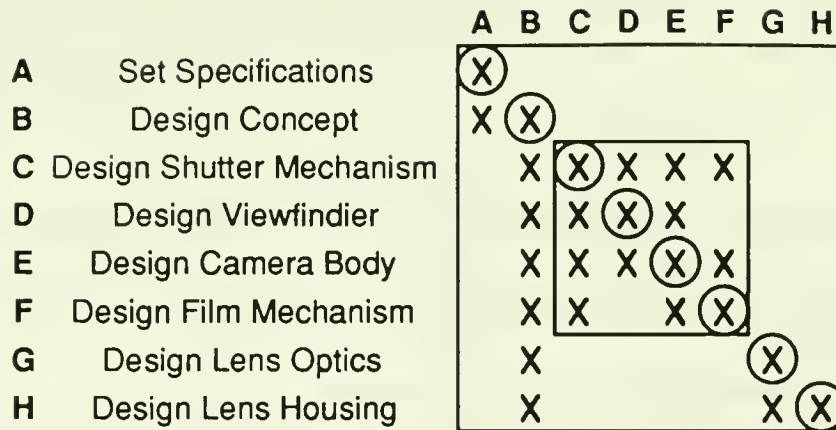 A B C D E F G H
A Set Specifications X
B Design Concept X X
C Design Shutter Mechanism X X X X X
D Design Viewfindier X X X X
E Design Camera Body X X X X X
F Design Film Mechanism X X X X
G Design Lens Optics X X
H Design Lens Housing X X X